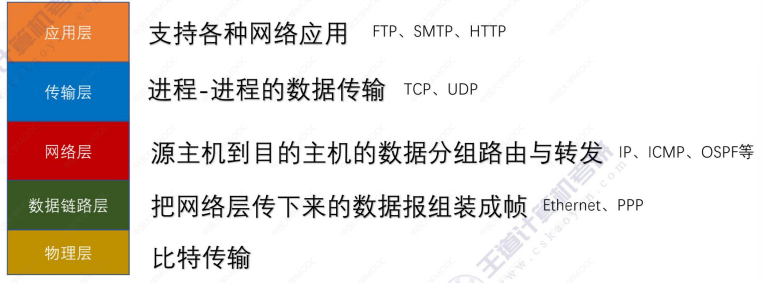 应用层 支持各种网络应用 FTP、SMTP、HTTP
传输层 进程-进程的数据传输 TCP、UDP
网络层 源主机到目的主机的数据分组路由与转发 IP、ICMP、OSPF等
数据链路层 把网络层传下来的数据报组装成帧 Ethernet、PPP
物理层 比特传输
王道计算机考研
www.cskaoyan.com